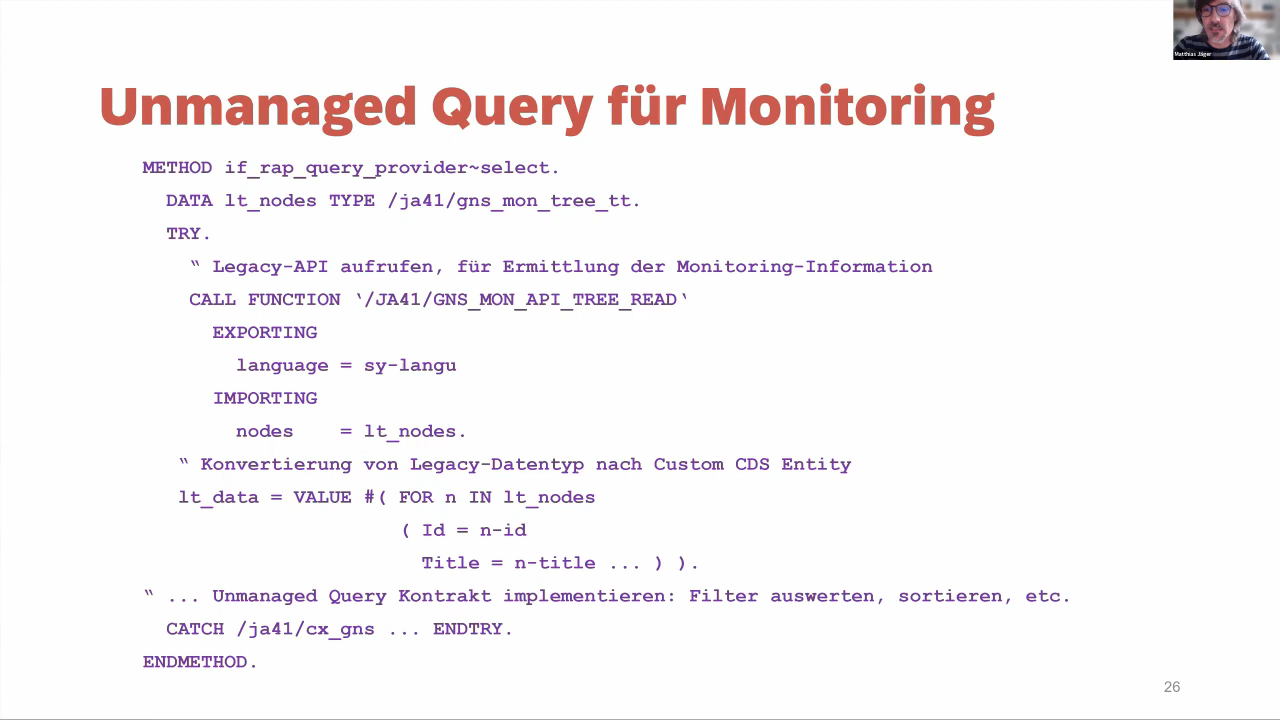 Matthias Jäger
Unmanaged Query für Monitoring
METHOD if_rap_query_provider~select.
DATA lt_nodes TYPE /ja41/gns_mon_tree_tt.
TRY.
“ Legacy-API aufrufen, für Ermittlung der Monitoring-Information
CALL FUNCTION ‘/JA41/GNS_MON_API_TREE_READ‘
EXPORTING
language = sy-langu
IMPORTING
nodes    = lt_nodes.
“ Konvertierung von Legacy-Datentyp nach Custom CDS Entity
lt_data = VALUE #( FOR n IN lt_nodes
( Id = n-id
Title = n-title ... ) ).
“ ... Unmanaged Query Kontrakt implementieren: Filter auswerten, sortieren, etc.
CATCH /ja41/cx_gns ... ENDTRY.
ENDMETHOD.
26